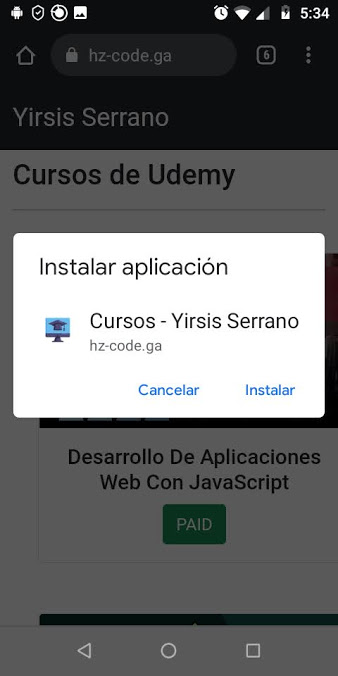 5:34
hz-code.ga
6
Yirsis Serrano
Cursos de Udemy
Instalar aplicación
Cursos - Yirsis Serrano
hz-code.ga
Cancelar
Instalar
Desarrollo De Aplicaciones
Web Con JavaScript
PAID